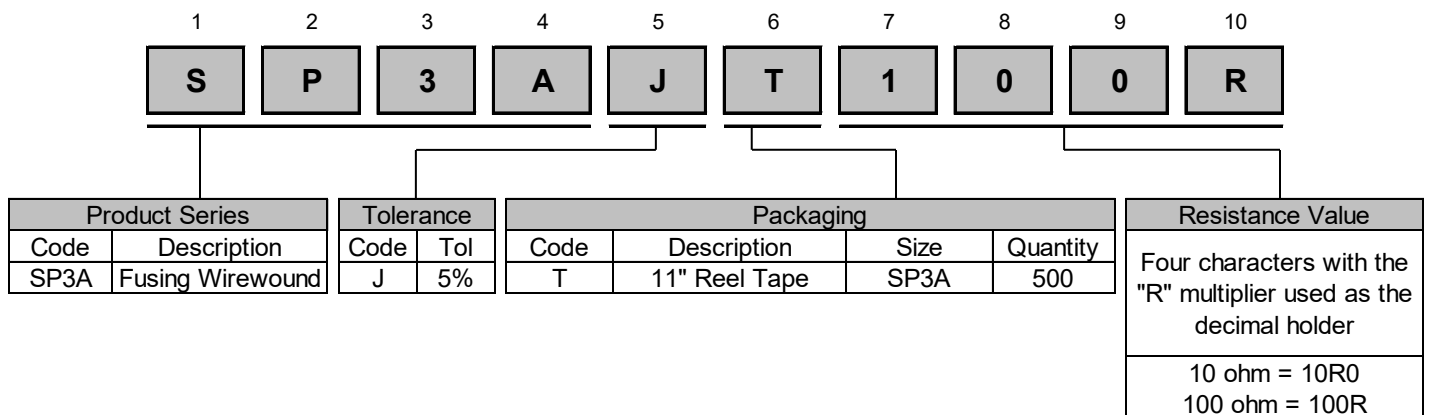 1 2 3 4 5 6 7 8 9 10
S P 3 A J T 1 0 0 R
Product Series
Code Description
SP3A Fusing Wirewound
Tolerance
Code Tol
J 5%
Packaging
Code Description Size Quantity
T 11" Reel Tape SP3A 500
Resistance Value
Four characters with the
"R" multiplier used as the
decimal holder
10 ohm = 10R0
100 ohm = 100R